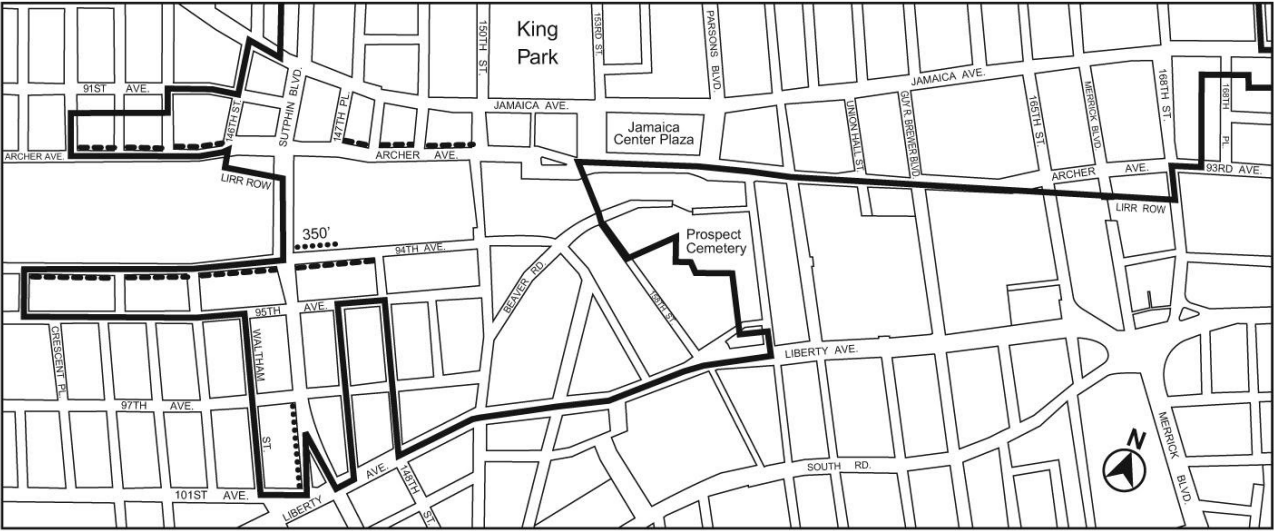 King
Park
150TH ST.
153RD ST.
PARSONS BLVD.
JAMAICA AVE.
91ST AVE.
SUTPHIN BLVD.
147TH PL.
146TH ST.
JAMAICA AVE.
UNION HALL ST.
GUY R. BREWER BLVD.
165TH ST.
MERRICK BLVD.
168TH ST.
168TH PL.
Jamaica
Center Plaza
ARCHER AVE.
ARCHER AVE.
ARCHER AVE.
93RD AVE.
LIRR ROW
LIRR ROW
350'
94TH AVE.
Prospect
Cemetery
BEAVER RD
159TH ST.
95TH AVE.
CRESCENT PL.
WALTHAM ST.
LIBERTY AVE.
97TH AVE.
MERRICK BLVD.
N
SOUTH RD.
101ST AVE.
LIBERTY AVE.
148TH ST.